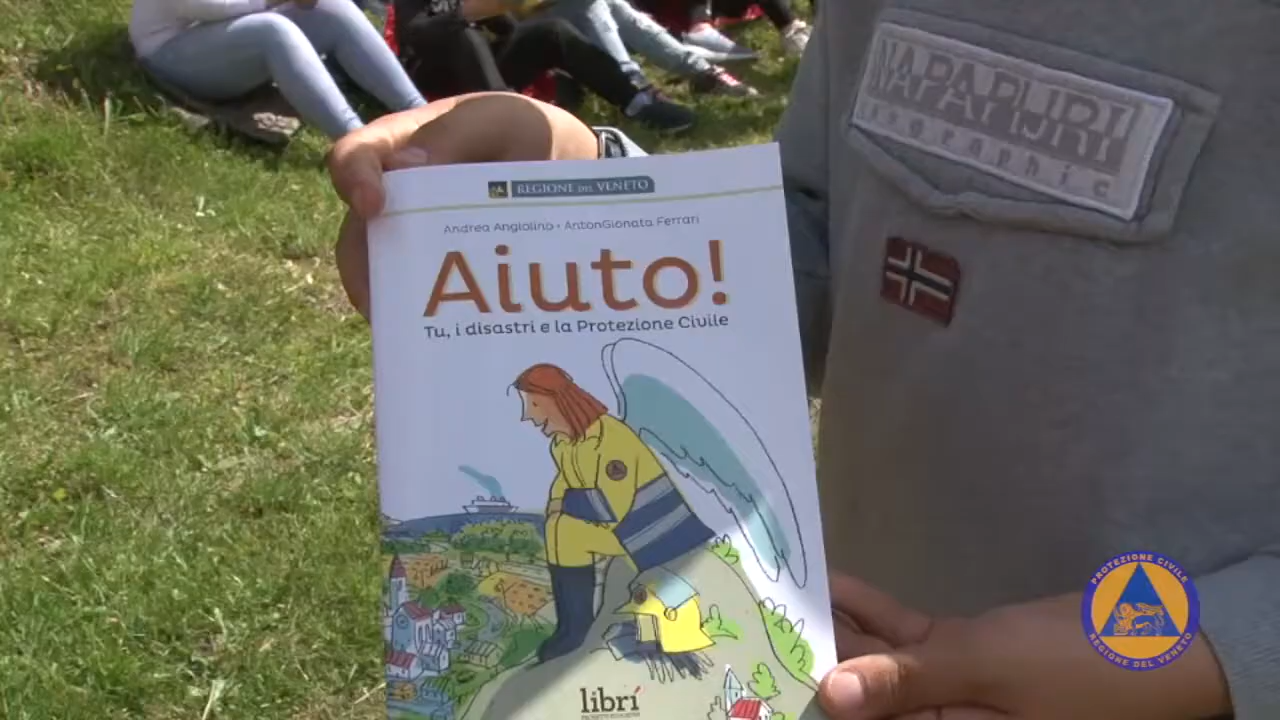 NAPAPIJRI
geographic
REGIONE DEL VENETO
Andrea Angiolino • AntonGionata Ferrari
Aiuto!
Tu, i disastri e la Protezione Civile
librí
PROTEZIONE CIVILE
REGIONE DEL VENETO